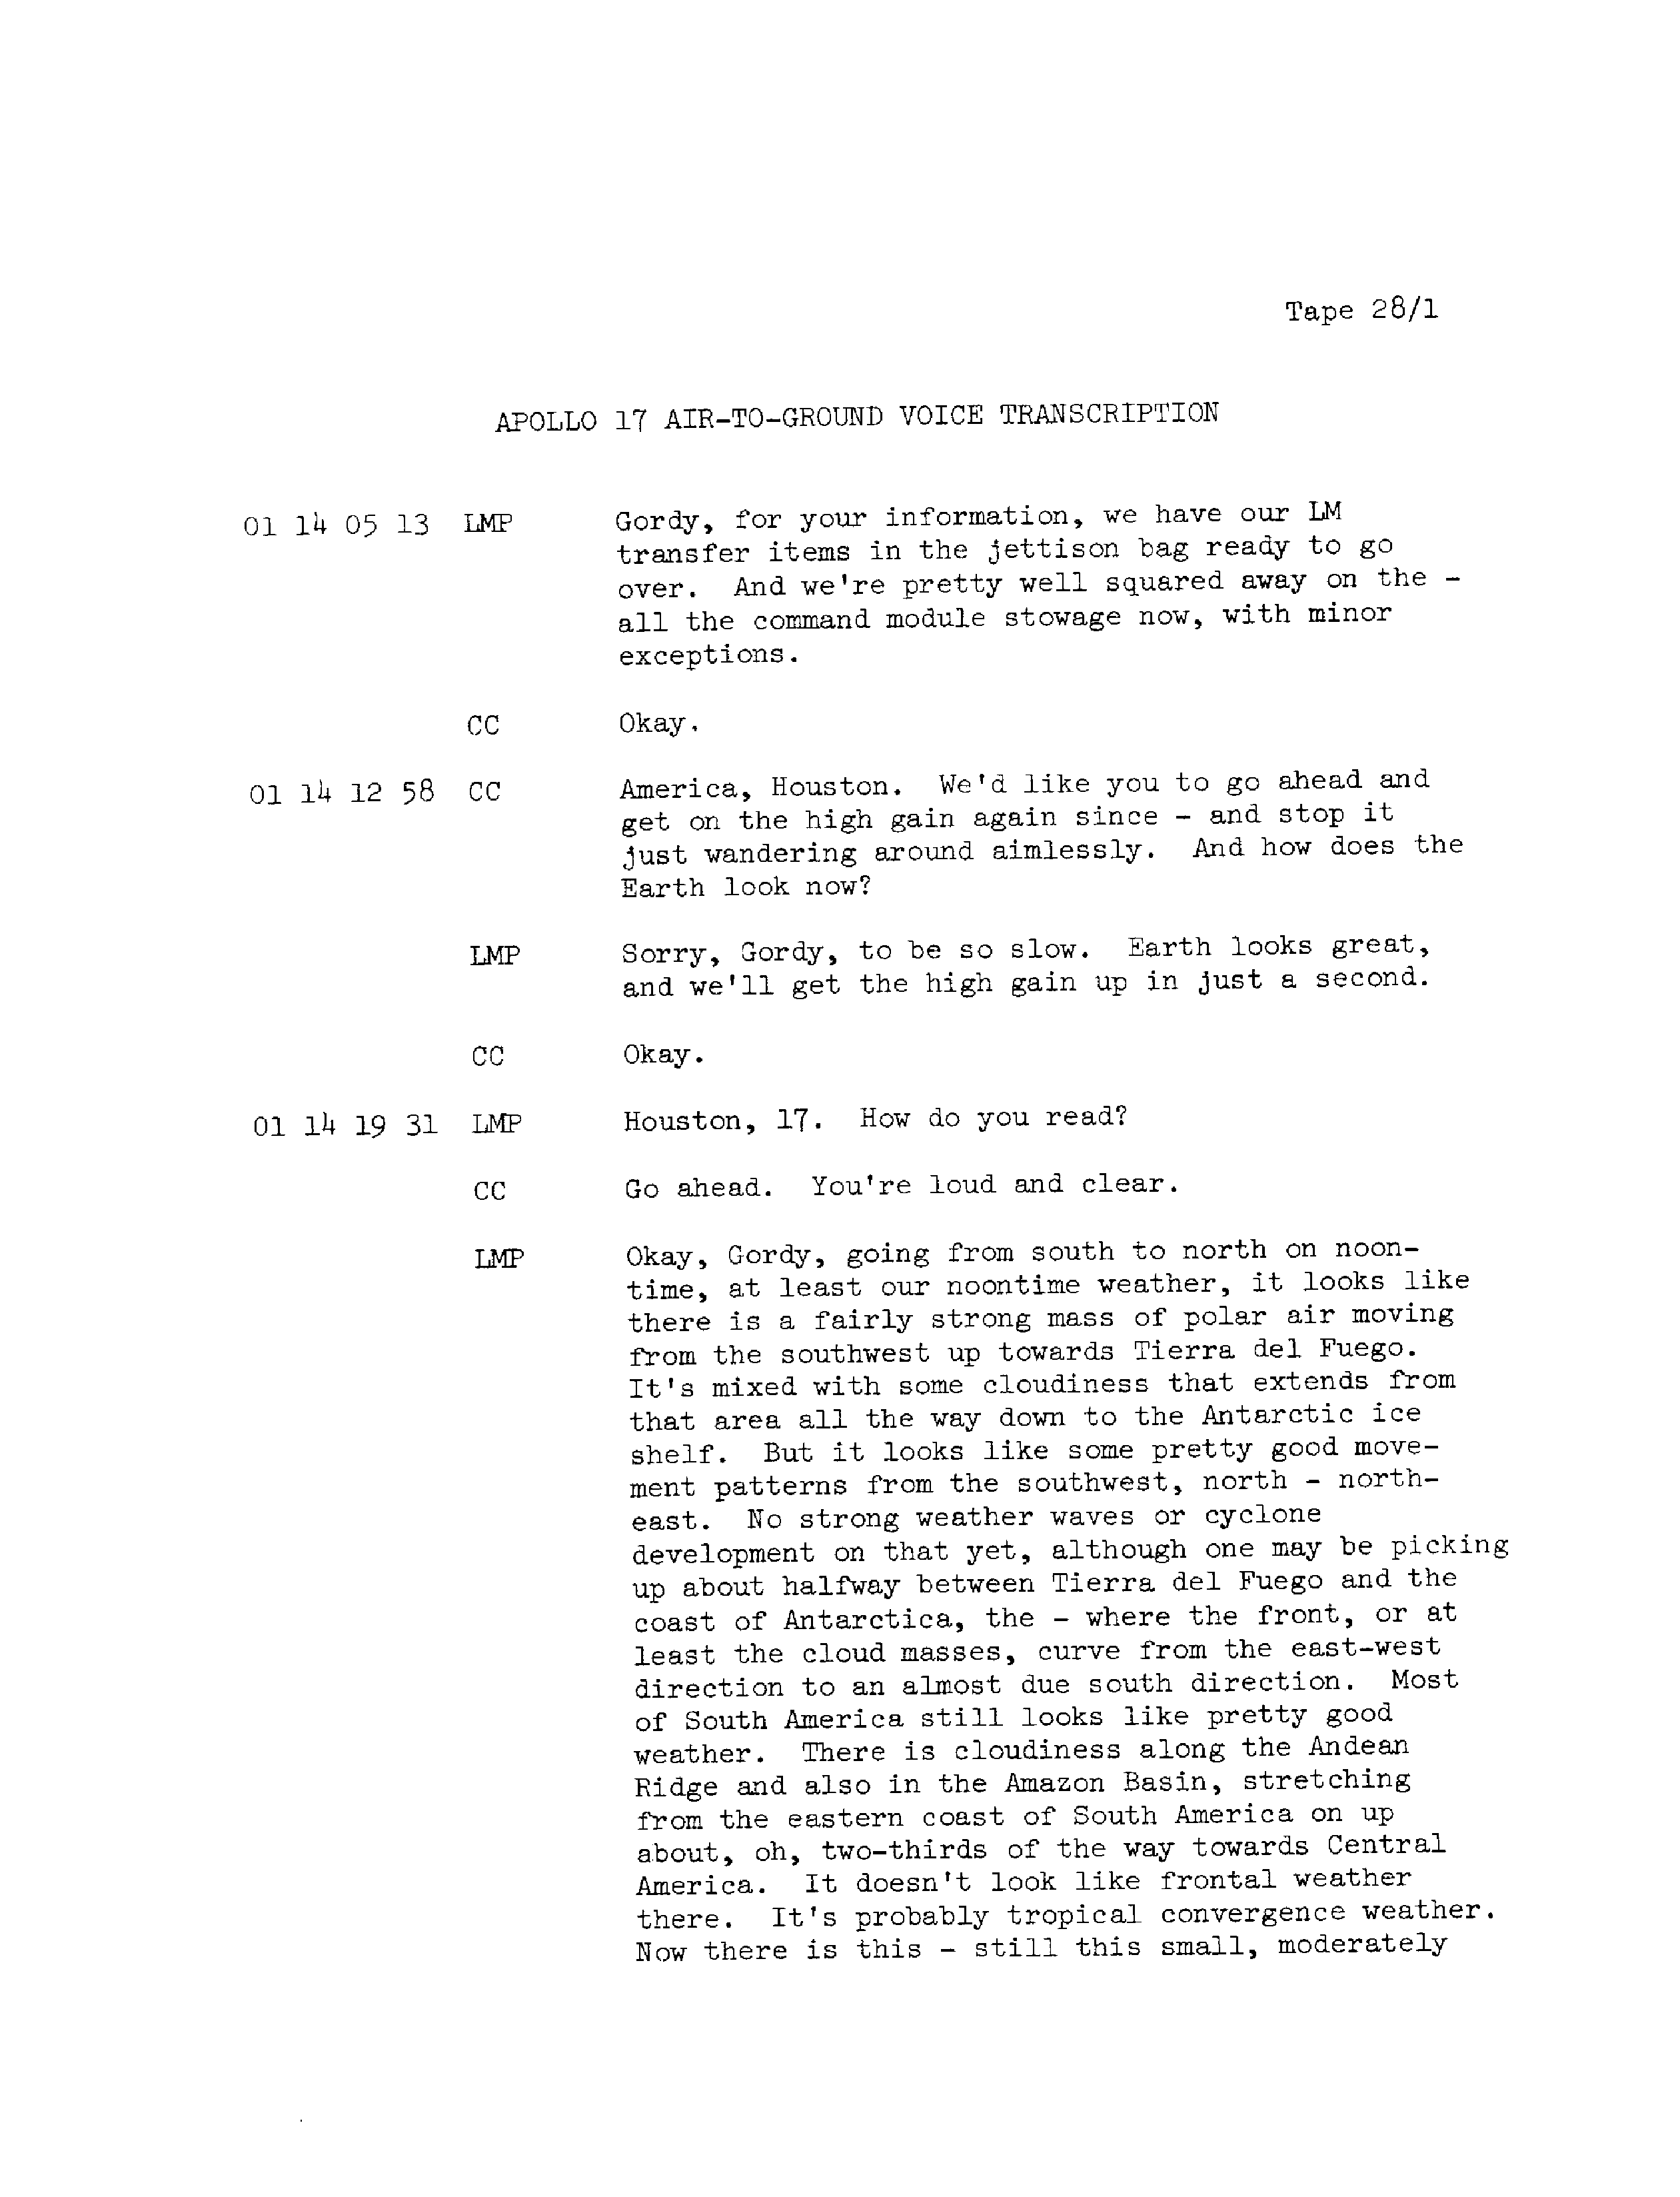 Tape 28/1
APOLLO 17 AIR-TO-GROUND VOICE TRANSCRIPTION
01 14 05 13 LMP Gordy, for your information, we have our LM
transfer items in the jettison bag ready to go
over. And we're pretty well squared away on the -
all the command module stowage now, with minor
exceptions.
CC Okay.
01 14 12 58 CC America, Houston. We'd like you to go ahead and
get on the high gain again since - and stop it
just wandering around aimlessly. And how does the
Earth look now?
LMP Sorry, Gordy, to be so slow. Earth looks great,
and we'll get the high gain up in just a second.
CC Okay.
01 14 19 31 LMP Houston, 17. How do you read?
CC Go ahead. You're loud and clear.
LMP Okay, Gordy, going from south to north on noon-
time, at least our noontime weather, it looks like
there is a fairly strong mass of polar air moving
from the southwest up towards Tierra del Fuego.
It's mixed with some cloudiness that extends from
that area all the way down to the Antarctic ice
shelf. But it looks like some pretty good move-
ment patterns from the southwest, north - north-
east. No strong weather waves or cyclone
development on that yet, although one may be picking
up about halfway between Tierra del Fuego and the
coast of Antarctica, the - where the front, or at
least the cloud masses, curve from the east-west
direction to an almost due south direction. Most
of South America still looks like pretty good
weather. There is cloudiness along the Andean
Ridge and also in the Amazon Basin, stretching
from the eastern coast of South America on up
about, oh, two-thirds of the way towards Central
America. It doesn't look like frontal weather
there. It's probably tropical convergence weather.
Now there is this - still this small, moderately